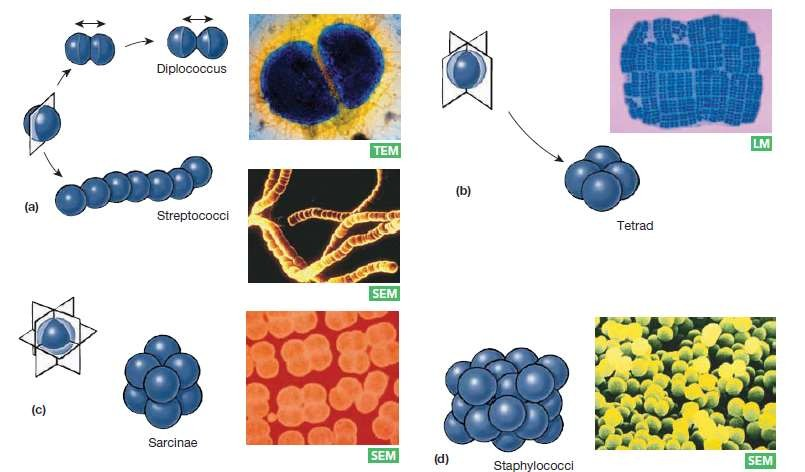 Diplococcus
TEM
(a)
Streptococci
SEM
LM
(b)
Tetrad
(c)
Sarcinae
SEM
(d)
Staphylococci
SEM